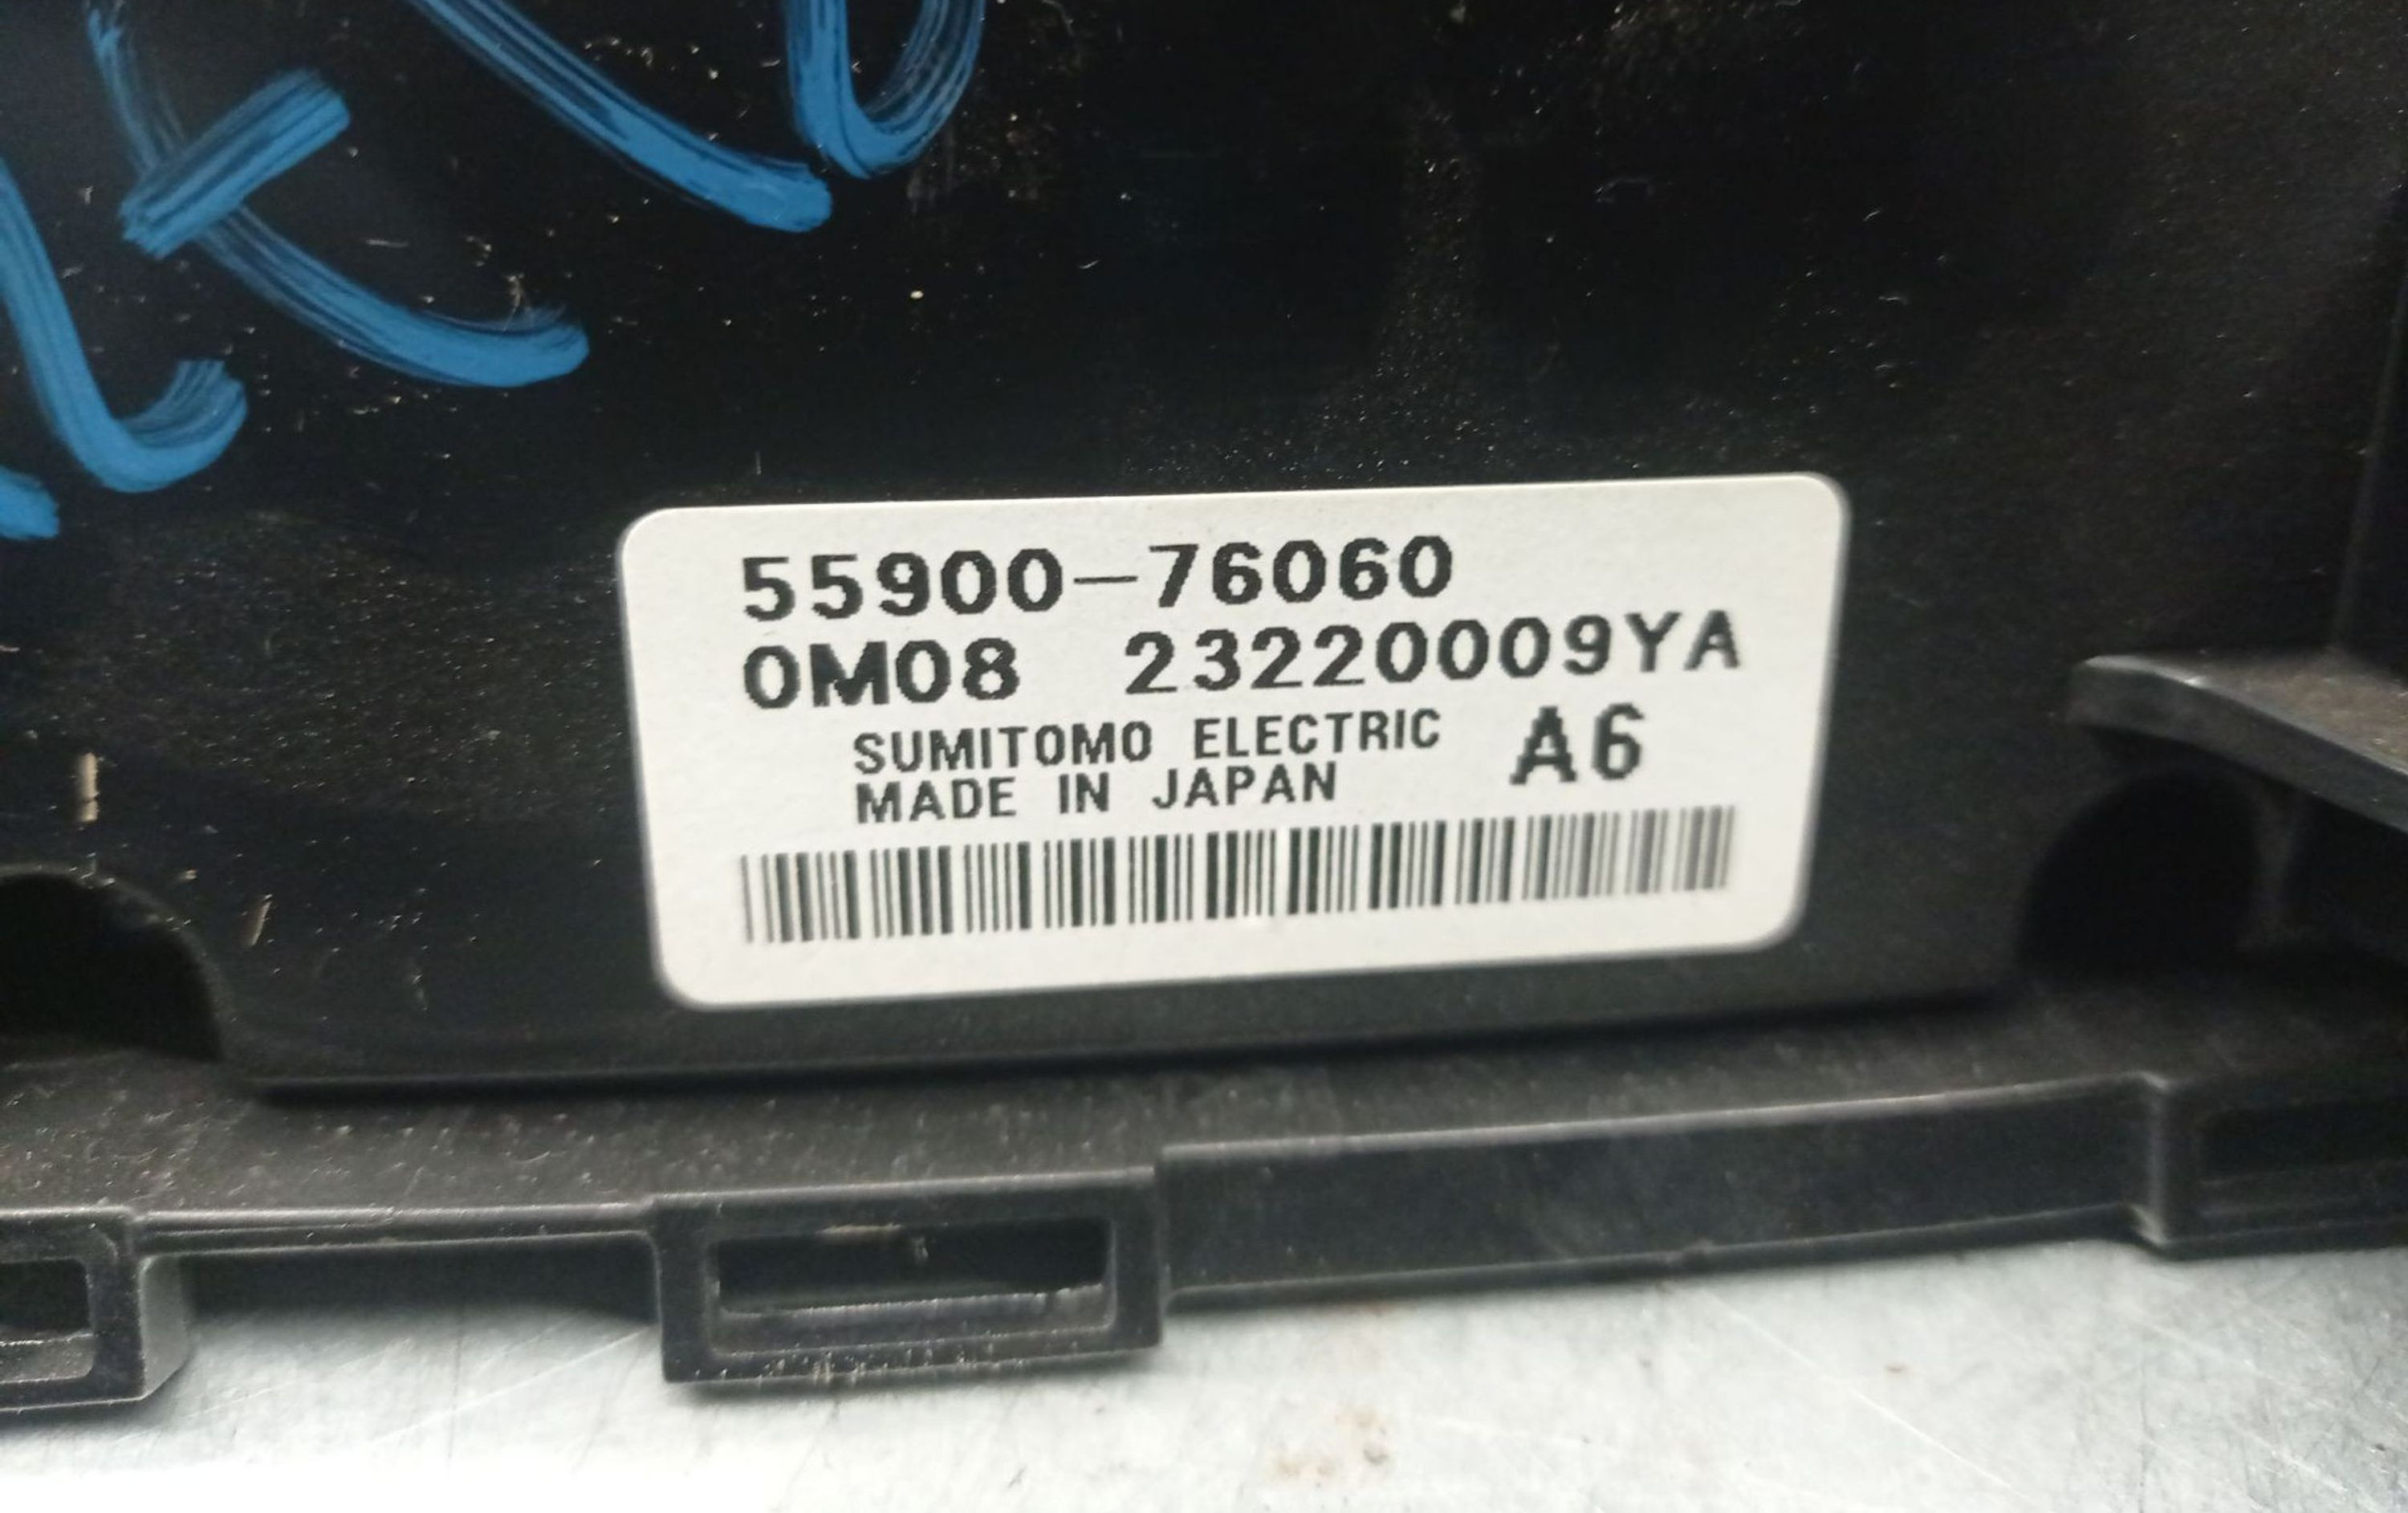 55900-76060
0M08 23220009YA
SUMITOMO ELECTRIC A6
MADE IN JAPAN